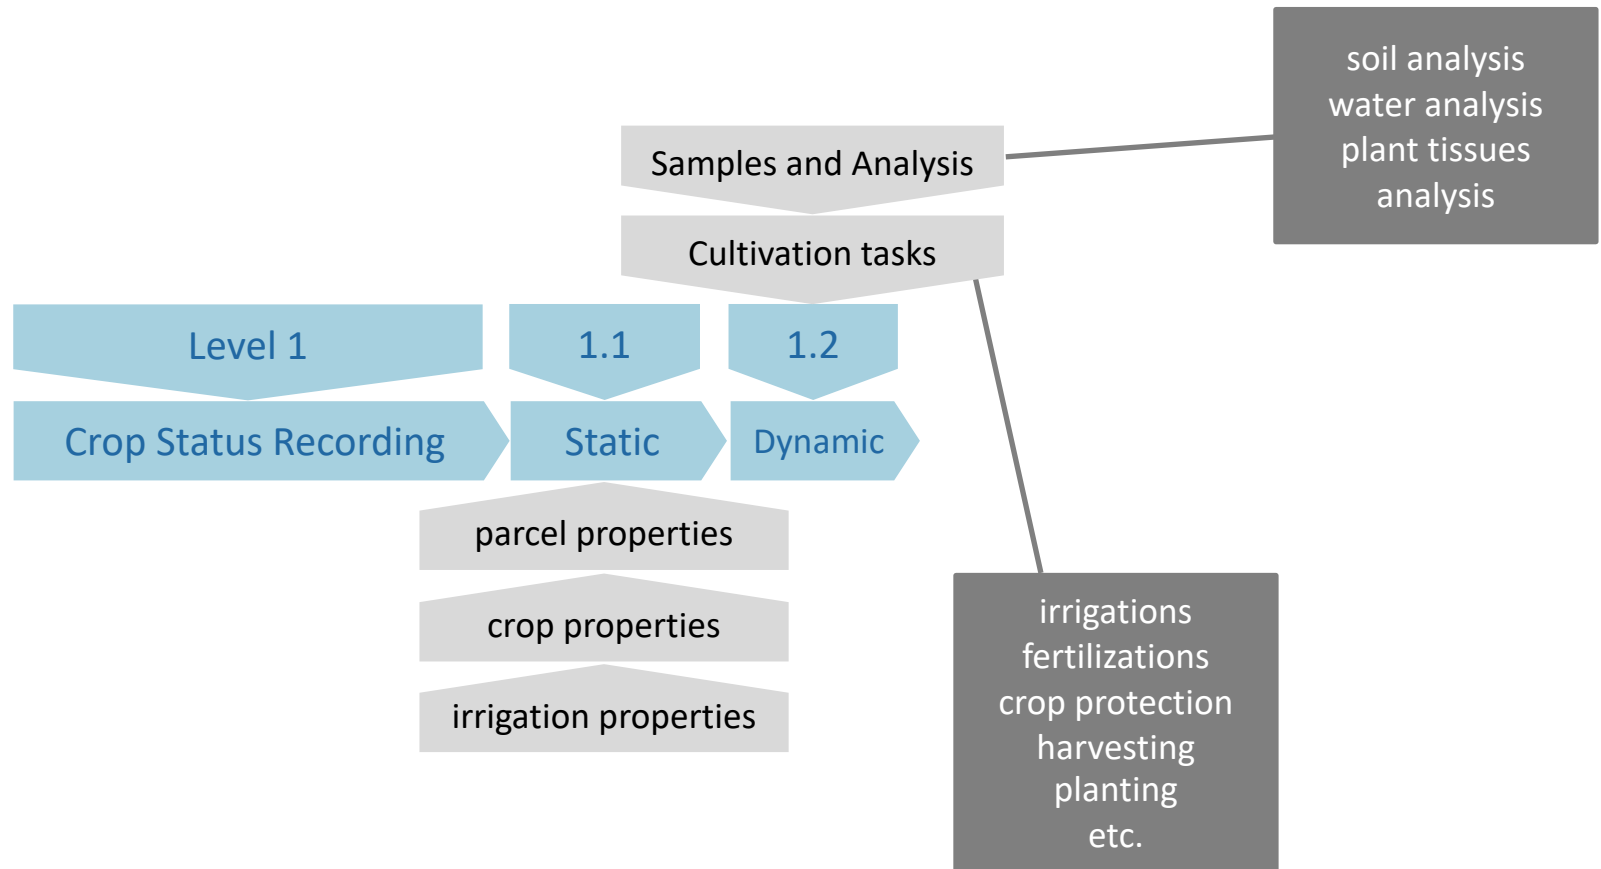 soil analysis
water analysis
plant tissues
analysis
Samples and Analysis
Cultivation tasks
Level 1
1.1
1.2
Crop Status Recording
Static
Dynamic
parcel properties
crop properties
irrigation properties
irrigations
fertilizations
crop protection
harvesting
planting
etc.